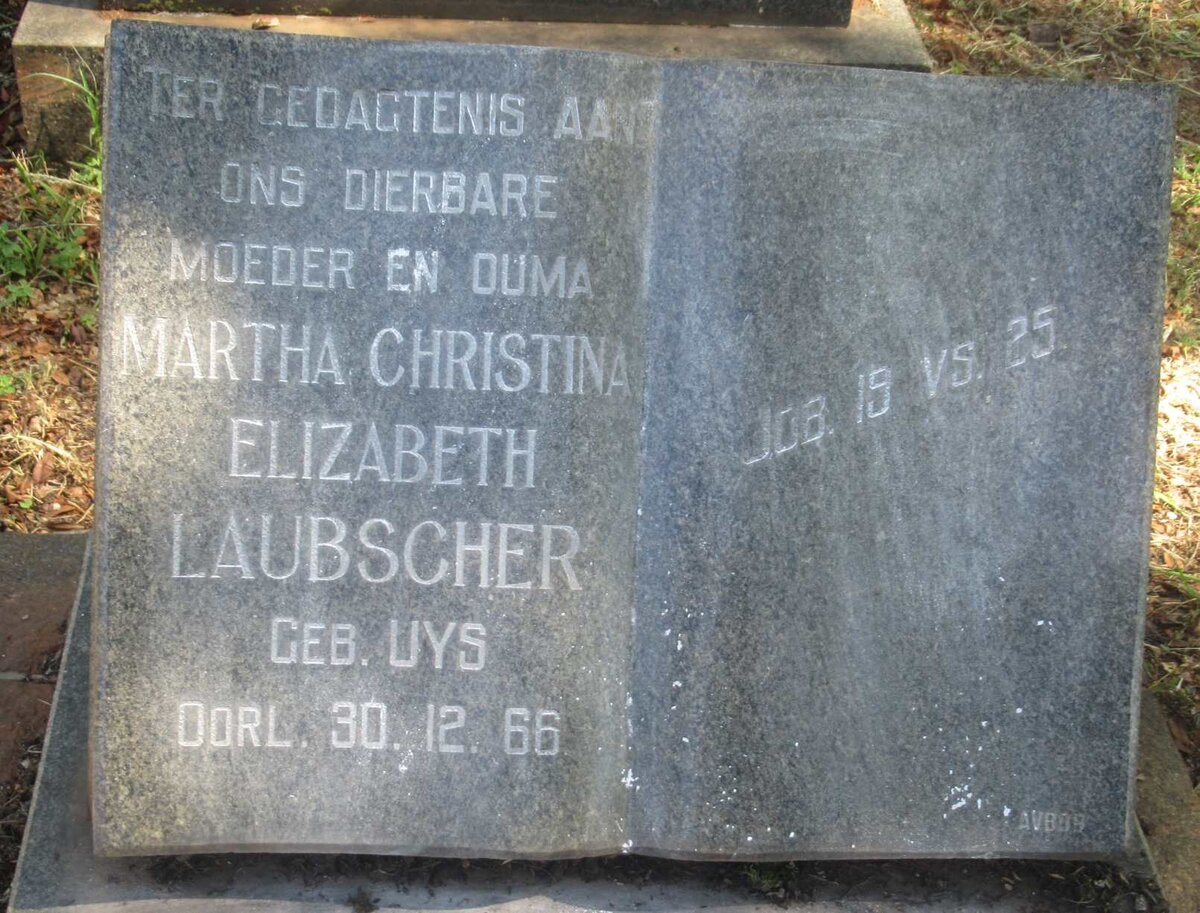 TER GEDAGTENIS AAN
ONS DIERBARE
MOEDER EN OUMA
MARTHA CHRISTINA
ELIZABETH
LAUBSCHER
GEB. UYS
OORL. 30. 12. 66
JOB. 19 VS. 25.
AVBOB